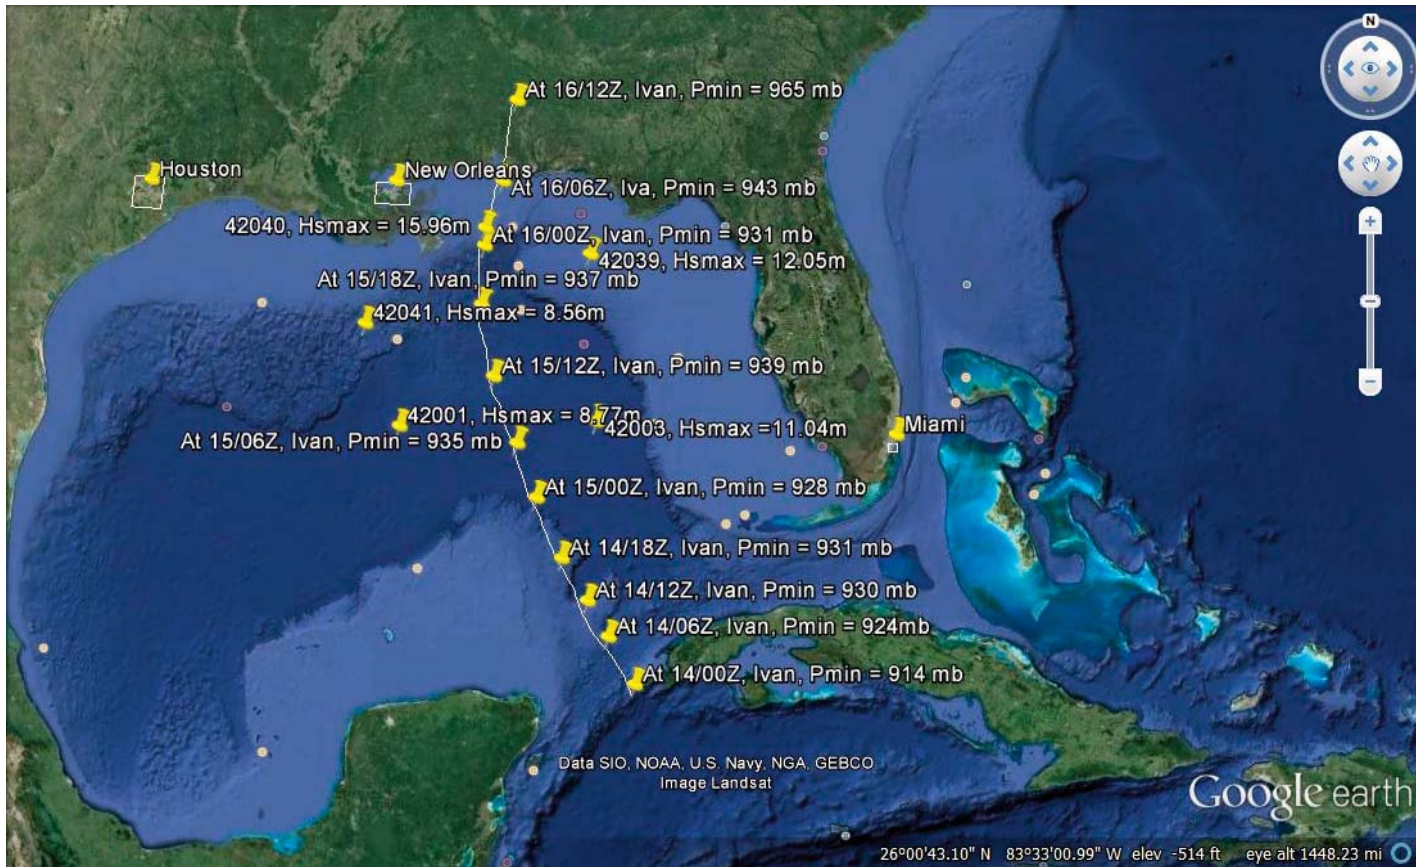 N
At 16/12Z, Ivan, Pmin = 965 mb
Houston
New Orleans
At 16/06Z, Iva, Pmin = 943 mb
42040, Hsmax = 15.96m
At 16/00Z, Ivan, Pmin = 931 mb
42039, Hsmax = 12.05m
At 15/18Z, Ivan, Pmin = 937 mb
42041, Hsmax = 8.56m
At 15/12Z, Ivan, Pmin = 939 mb
42001, Hsmax = 8.77m
42003, Hsmax =11.04m
Miami
At 15/06Z, Ivan, Pmin = 935 mb
At 15/00Z, Ivan, Pmin = 928 mb
At 14/18Z, Ivan, Pmin = 931 mb
At 14/12Z, Ivan, Pmin = 930 mb
At 14/06Z, Ivan, Pmin = 924mb
At 14/00Z, Ivan, Pmin = 914 mb
Data SIO, NOAA, U.S. Navy, NGA, GEBCO
Image Landsat
Google earth
26°00'43.10" N 83°33'00.99" W elev -514 ft eye alt 1448.23 mi